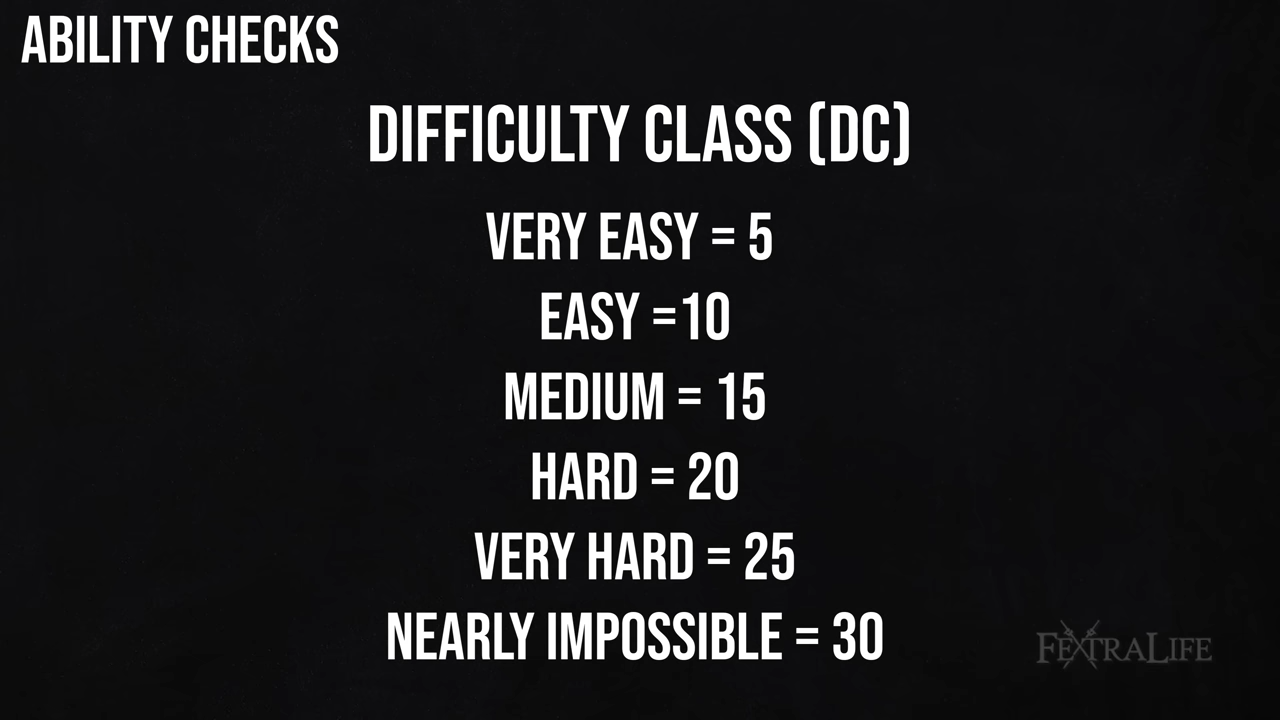 ABILITY CHECKS
DIFFICULTY CLASS (DC)
VERY EASY = 5
EASY =10
MEDIUM = 15
HARD = 20
VERY HARD = 25
NEARLY IMPOSSIBLE = 30
FEXTRALIFE